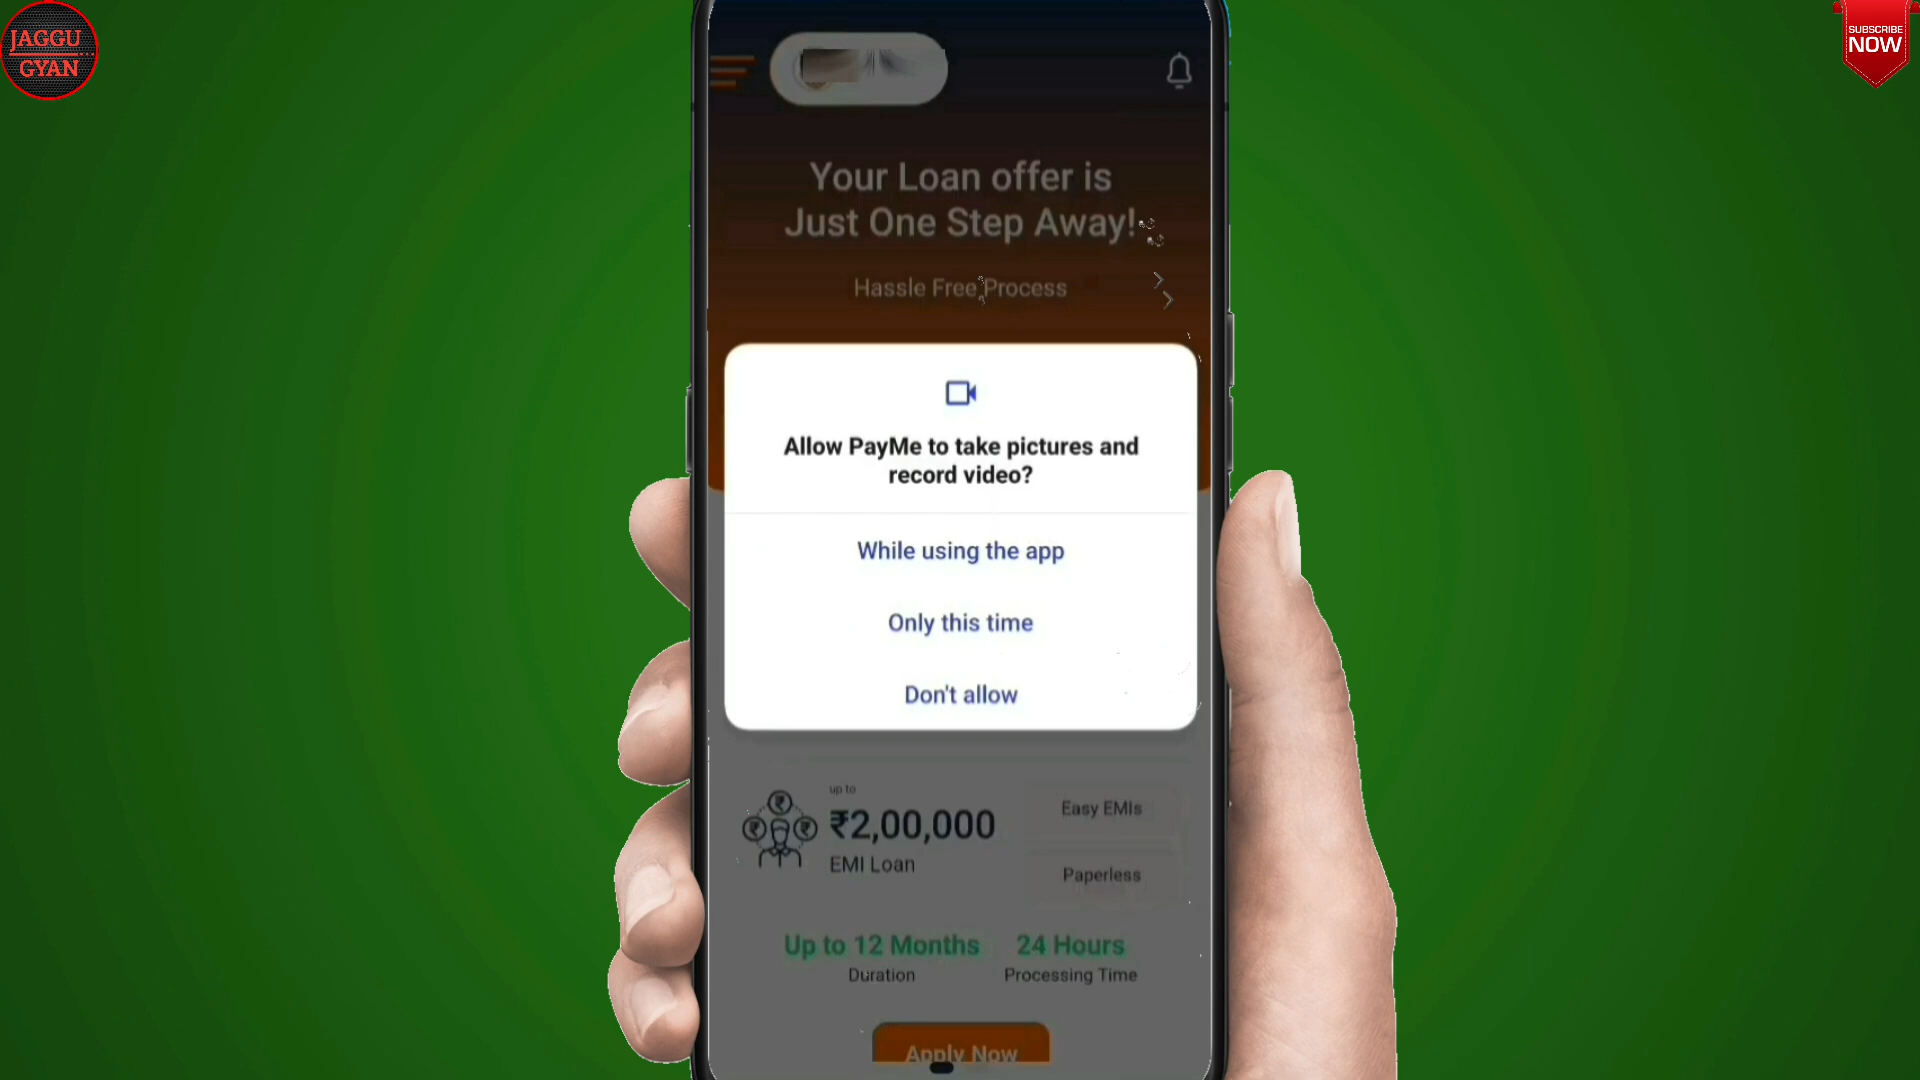 JAGGU
GYAN
SUBSCRIBE
NOW
Your Loan offer is
Just One Step Away!
Hassle Free Process
Allow PayMe to take pictures and
record video?
While using the app
Only this time
Don't allow
up to
₹2,00,000
EMI Loan
Easy EMIs
Paperless
Up to 12 Months
Duration
24 Hours
Processing Time
Apply Now